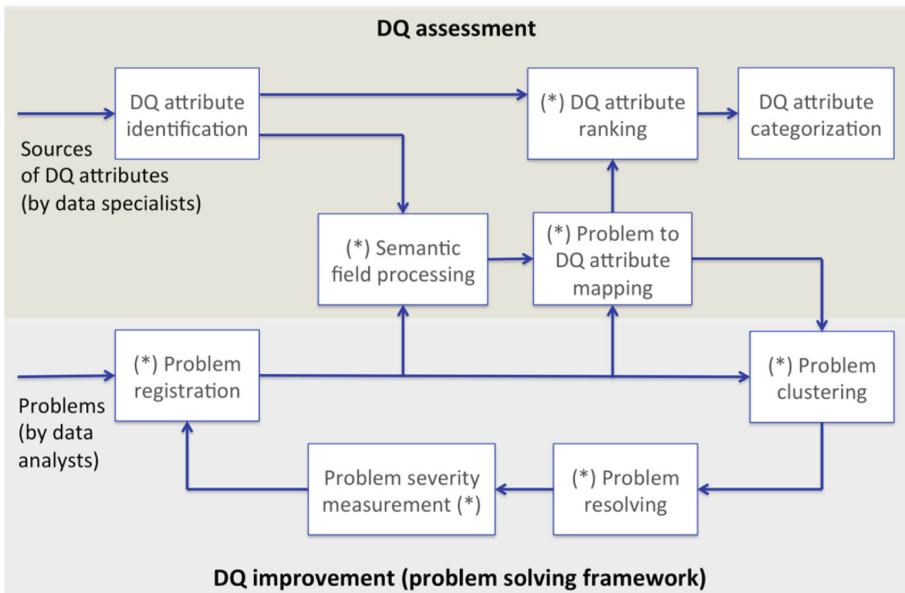 DQ assessment
DQ attribute
identification
(*) DQ attribute
ranking
DQ attribute
categorization
Sources
of DQ attributes
(by data specialists)
(*) Semantic
field processing
(*) Problem to
DQ attribute
mapping
(*) Problem
registration
(*) Problem
clustering
Problems
(by data
analysts)
Problem severity
measurement (*)
(*) Problem
resolving
DQ improvement (problem solving framework)